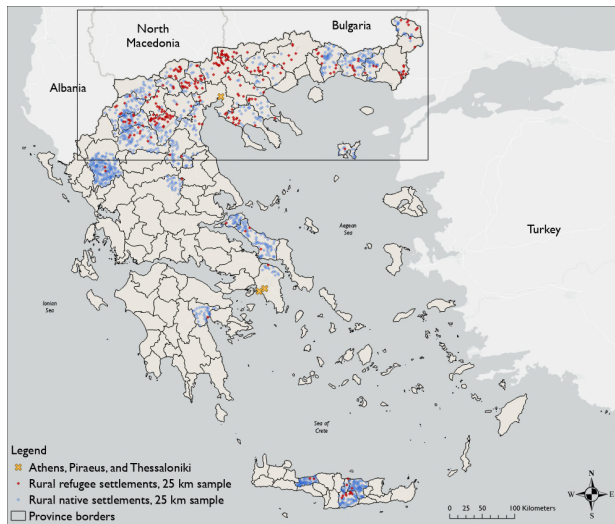 North
Macedonia
Bulgaria
Albania
Aegean
Sea
Turkey
Ionian
Sea
Sea of
Crete
Legend
Athens, Piraeus, and Thessaloniki
Rural refugee settlements, 25 km sample
Rural native settlements, 25 km sample
Province borders
0 25 50 100 Kilometers
N
W E
S